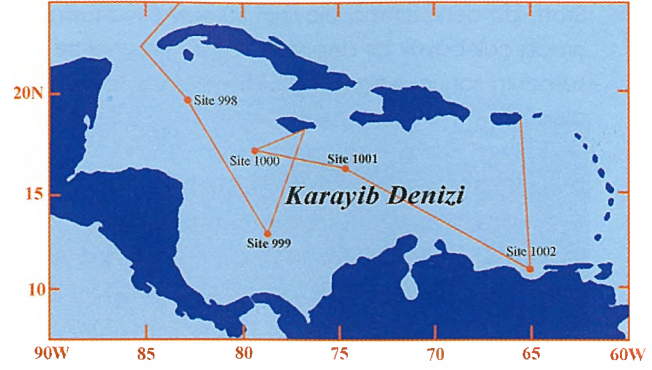 20N
Site 998
Site 1000
Site 1001
15
Karayib Denizi
Site 999
Site 1002
10
90W 85 80 75 70 65 60W